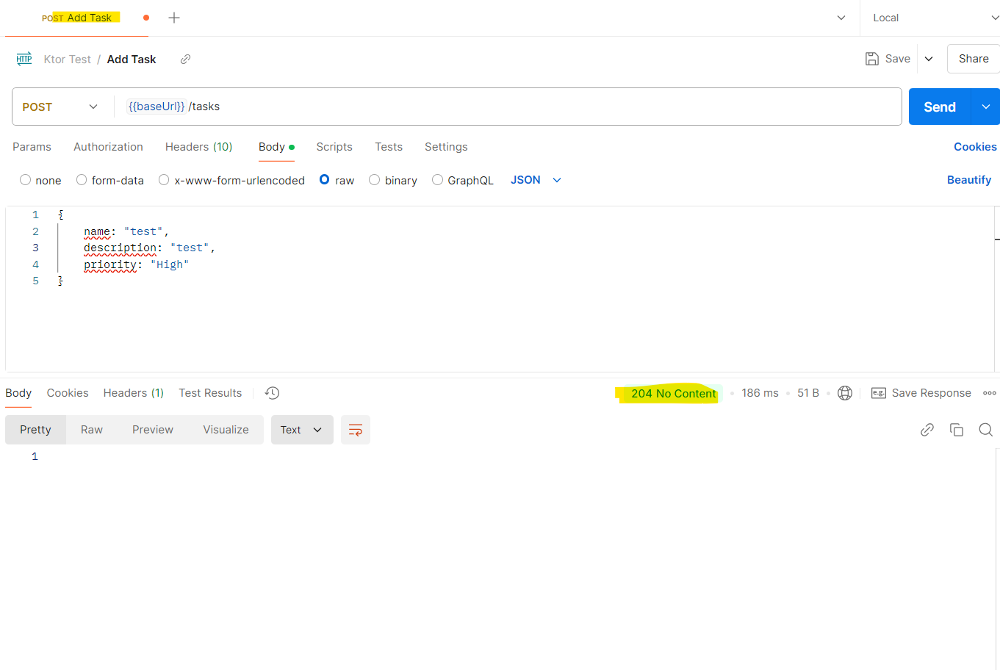 POST Add Task
Local
HTTP Ktor Test / Add Task
Save
Share
POST
{{baseUrl}} /tasks
Send
Params Authorization Headers (10) Body Scripts Tests Settings
Cookies
none form-data x-www-form-urlencoded raw binary GraphQL JSON
Beautify
1 {
2 name: "test",
3 description: "test",
4 priority: "High"
5 }
Body Cookies Headers (1) Test Results
204 No Content • 186 ms • 51 B • e.g. Save Response
Pretty Raw Preview Visualize Text
1